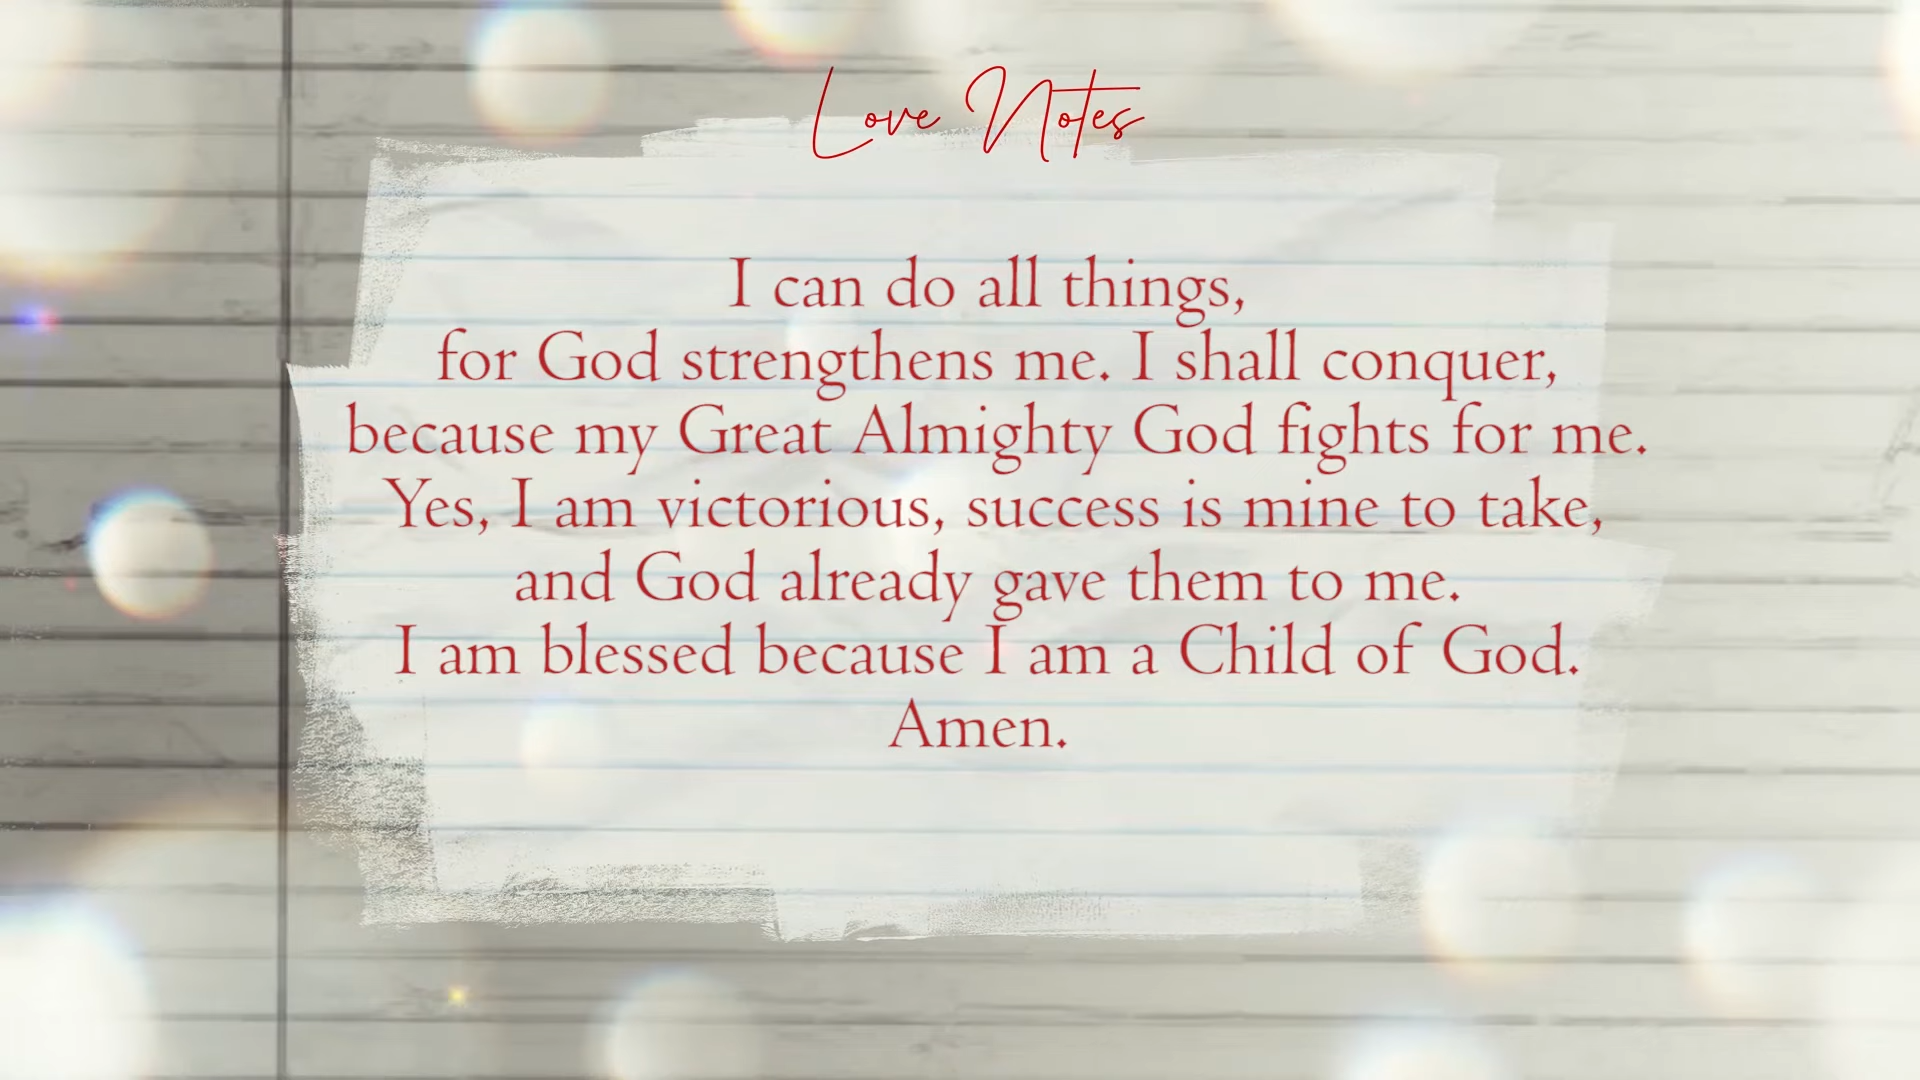 Love Notes
I can do all things,
for God strengthens me. I shall conquer,
because my Great Almighty God fights for me.
Yes, I am victorious, success is mine to take,
and God already gave them to me.
I am blessed because I am a Child of God.
Amen.